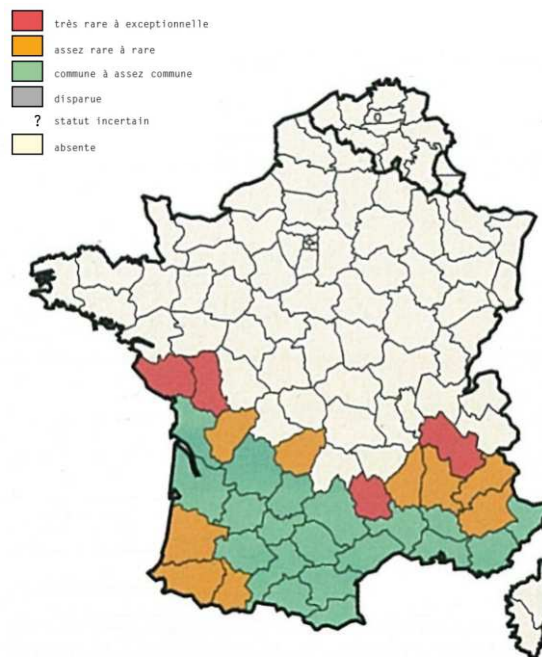 très rare à exceptionnelle
assez rare à rare
commune à assez commune
disparue
? statut incertain
absente